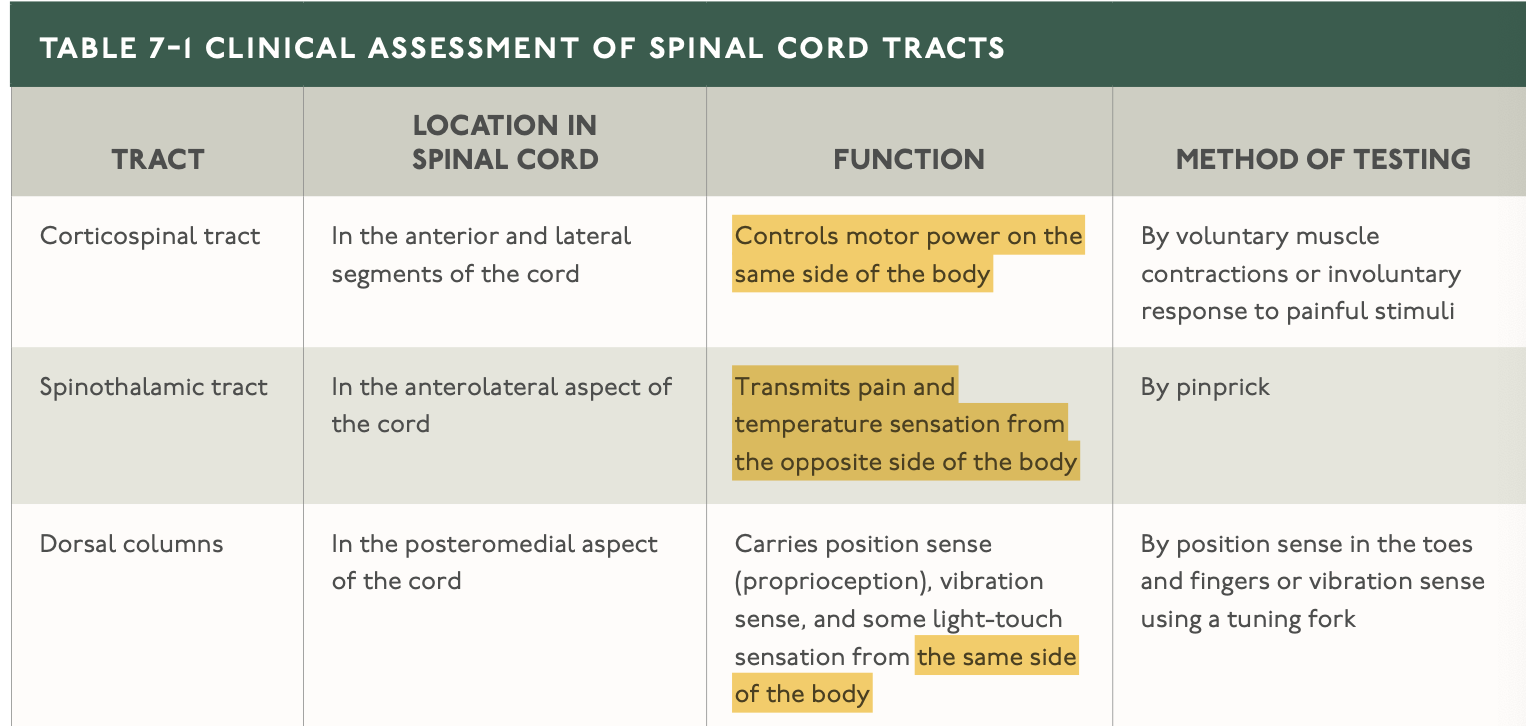 TABLE 7-1 CLINICAL ASSESSMENT OF SPINAL CORD TRACTS
TRACT
LOCATION IN
SPINAL CORD
FUNCTION
METHOD OF TESTING
Corticospinal tract
In the anterior and lateral
segments of the cord
Controls motor power on the
same side of the body
By voluntary muscle
contractions or involuntary
response to painful stimuli
Spinothalamic tract
In the anterolateral aspect of
the cord
Transmits pain and
temperature sensation from
the opposite side of the body
By pinprick
Dorsal columns
In the posteromedial aspect
of the cord
Carries position sense
(proprioception), vibration
sense, and some light-touch
sensation from the same side
of the body
By position sense in the toes
and fingers or vibration sense
using a tuning fork